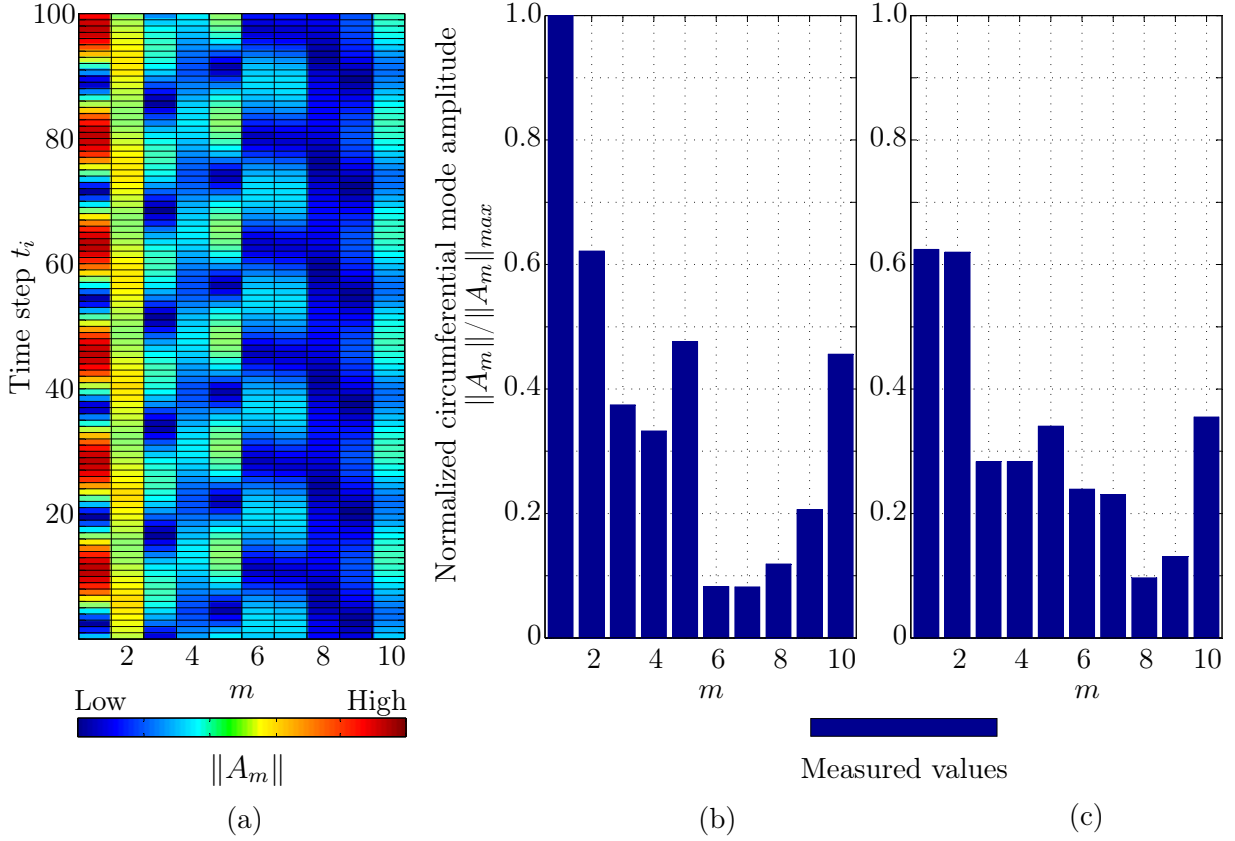 100
80
60
40
20
Time step t_i
2 4 6 8 10
m
Low High
‖A_m‖
(a)
Normalized circumferential mode amplitude
‖A_m‖/‖A_m‖_max
1.0
0.8
0.6
0.4
0.2
0
2 4 6 8 10
m
(b)
1.0
0.8
0.6
0.4
0.2
0
2 4 6 8 10
m
Measured values
(c)